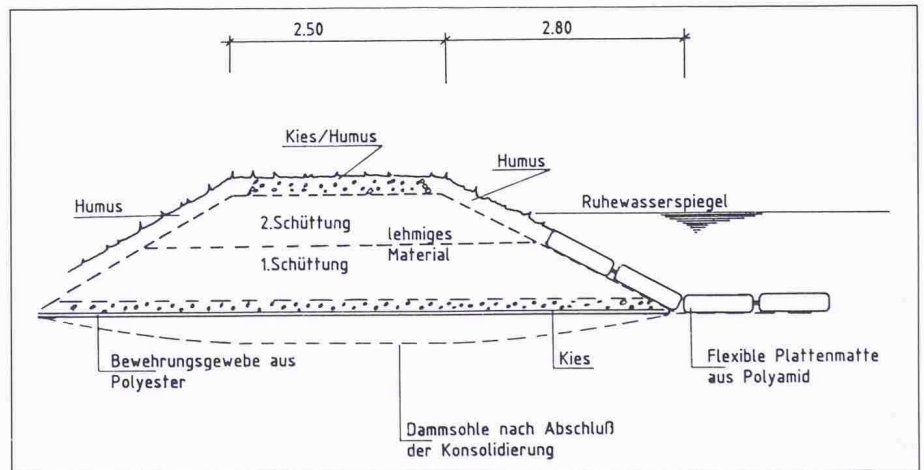 2.50
2.80
Kies/Humus
Humus
Humus
Ruhewasserspiegel
2.Schüttung
lehmiges
Material
1.Schüttung
Bewehrungsgewebe aus
Polyester
Kies
Flexible Plattenmatte
aus Polyamid
Dammsohle nach Abschluß
der Konsolidierung